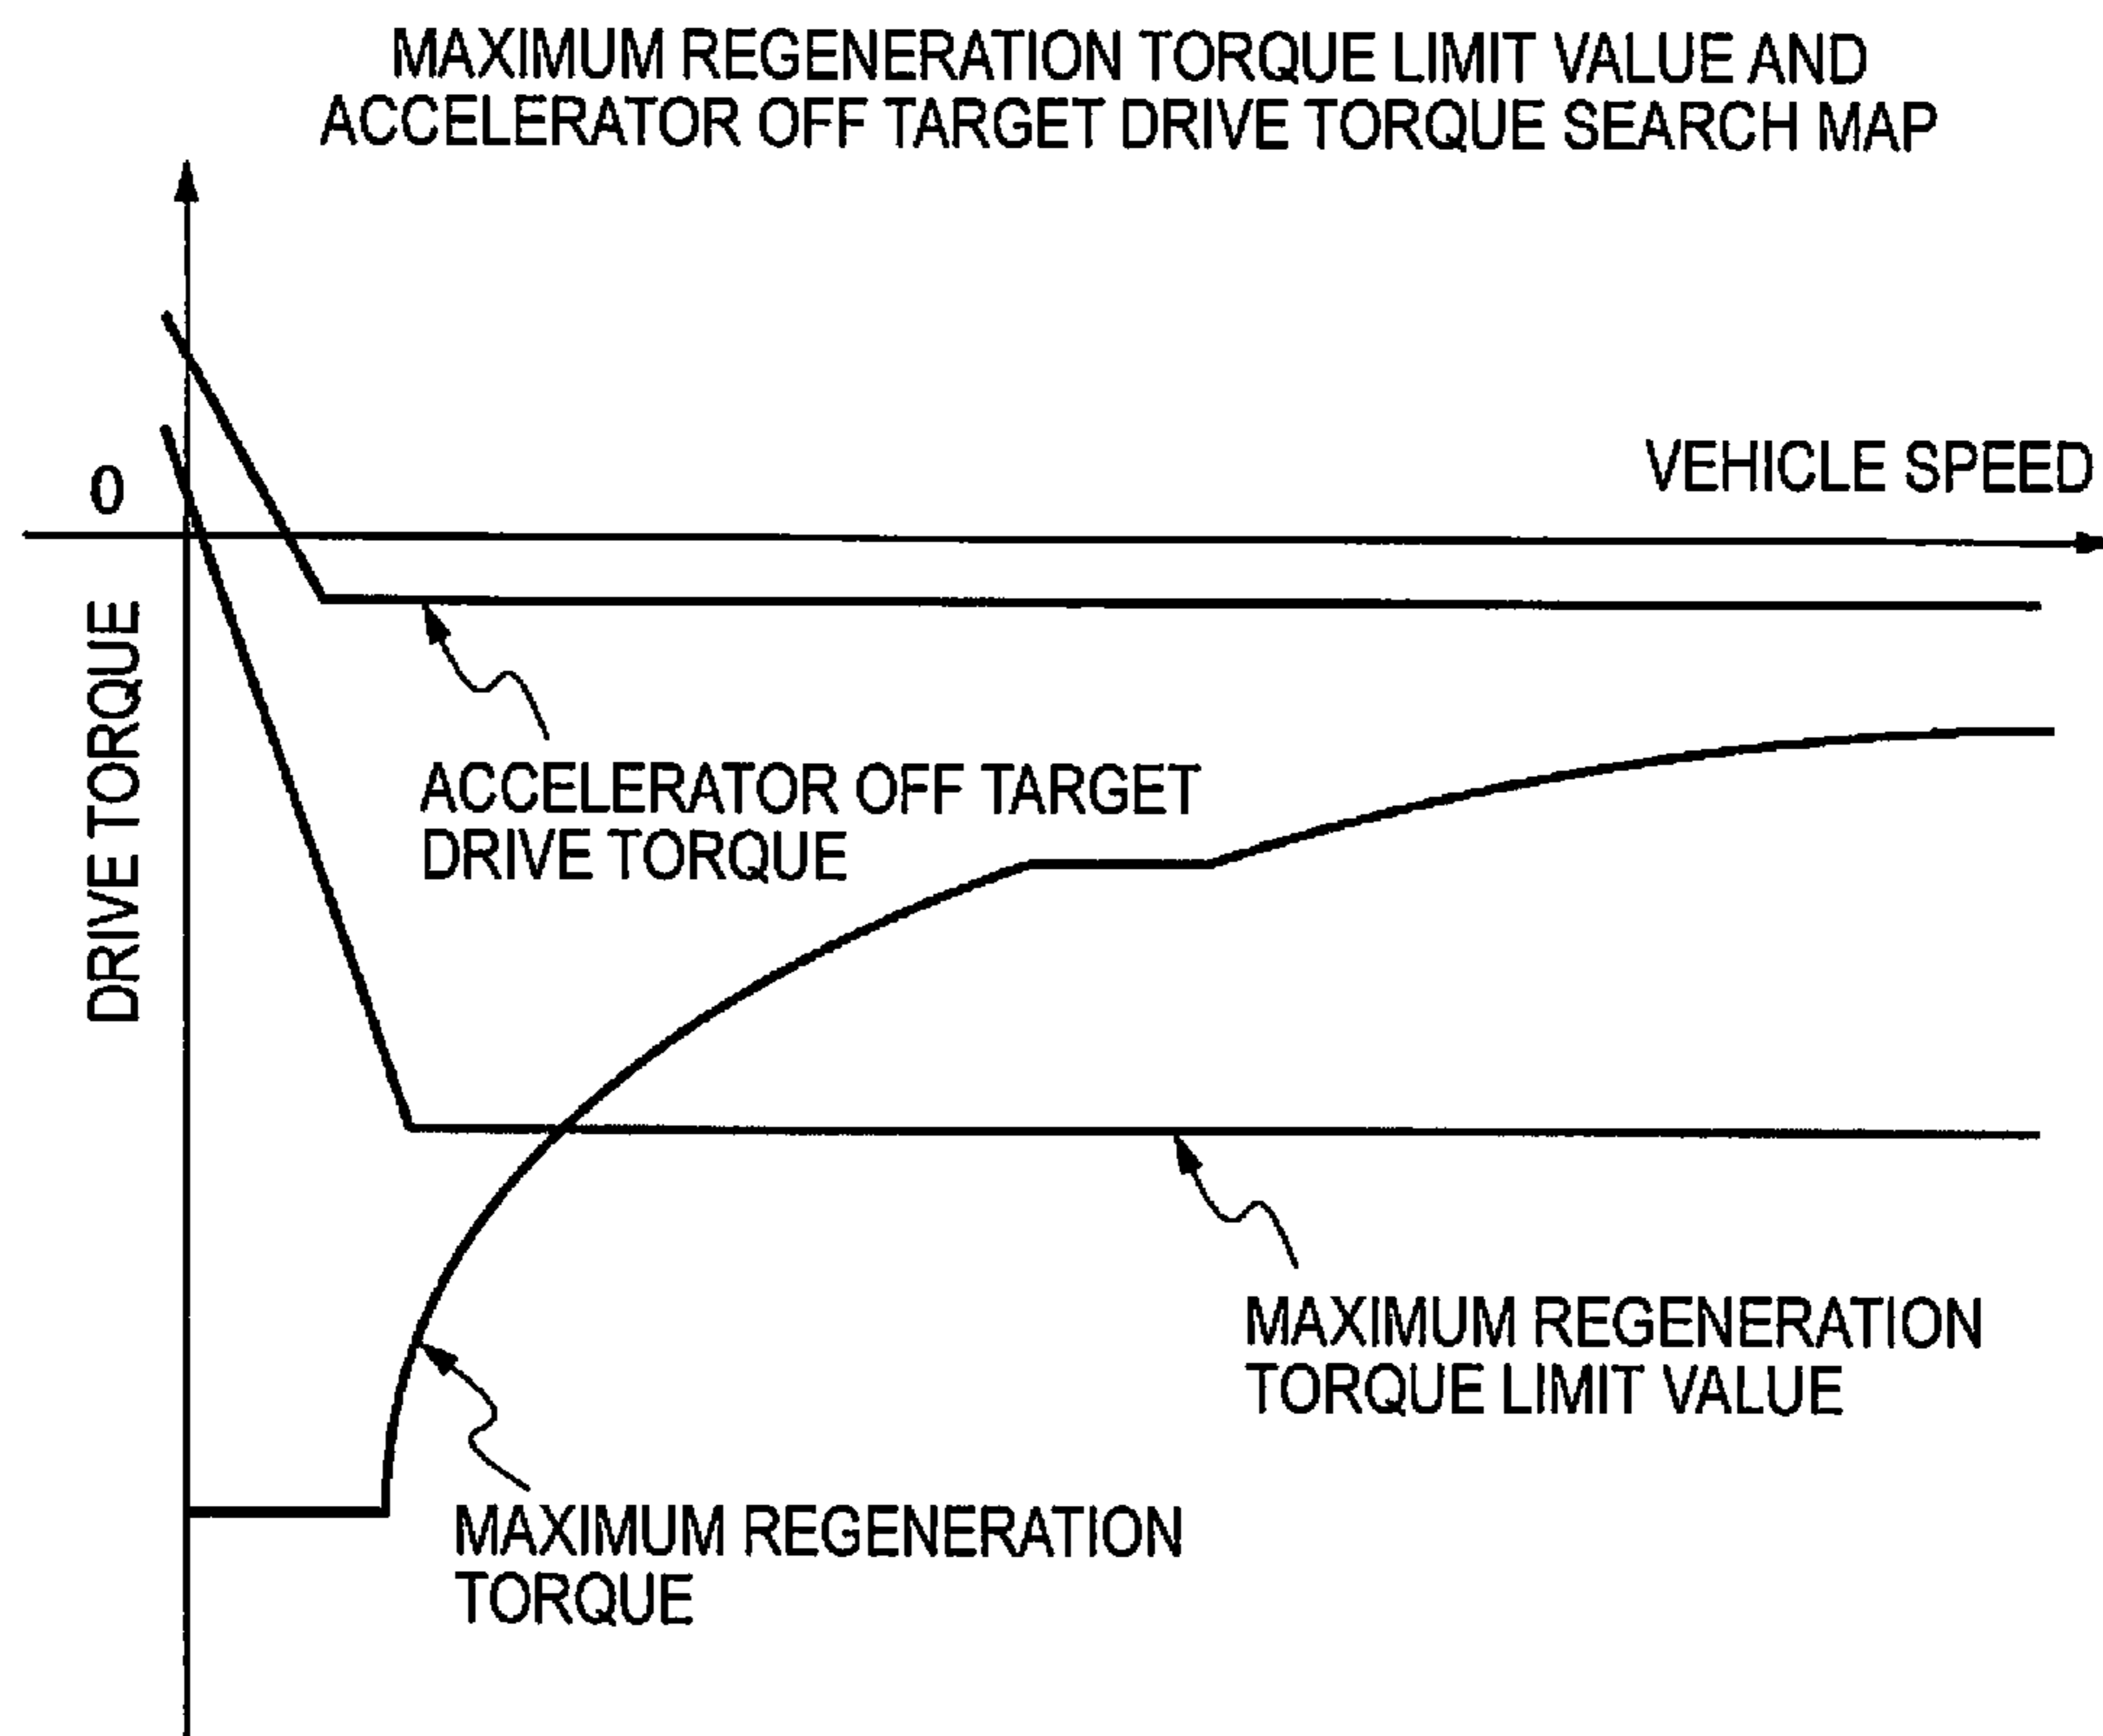 MAXIMUM REGENERATION TORQUE LIMIT VALUE AND
ACCELERATOR OFF TARGET DRIVE TORQUE SEARCH MAP
VEHICLE SPEED
0
DRIVE TORQUE
ACCELERATOR OFF TARGET
DRIVE TORQUE
MAXIMUM REGENERATION
TORQUE LIMIT VALUE
MAXIMUM REGENERATION
TORQUE